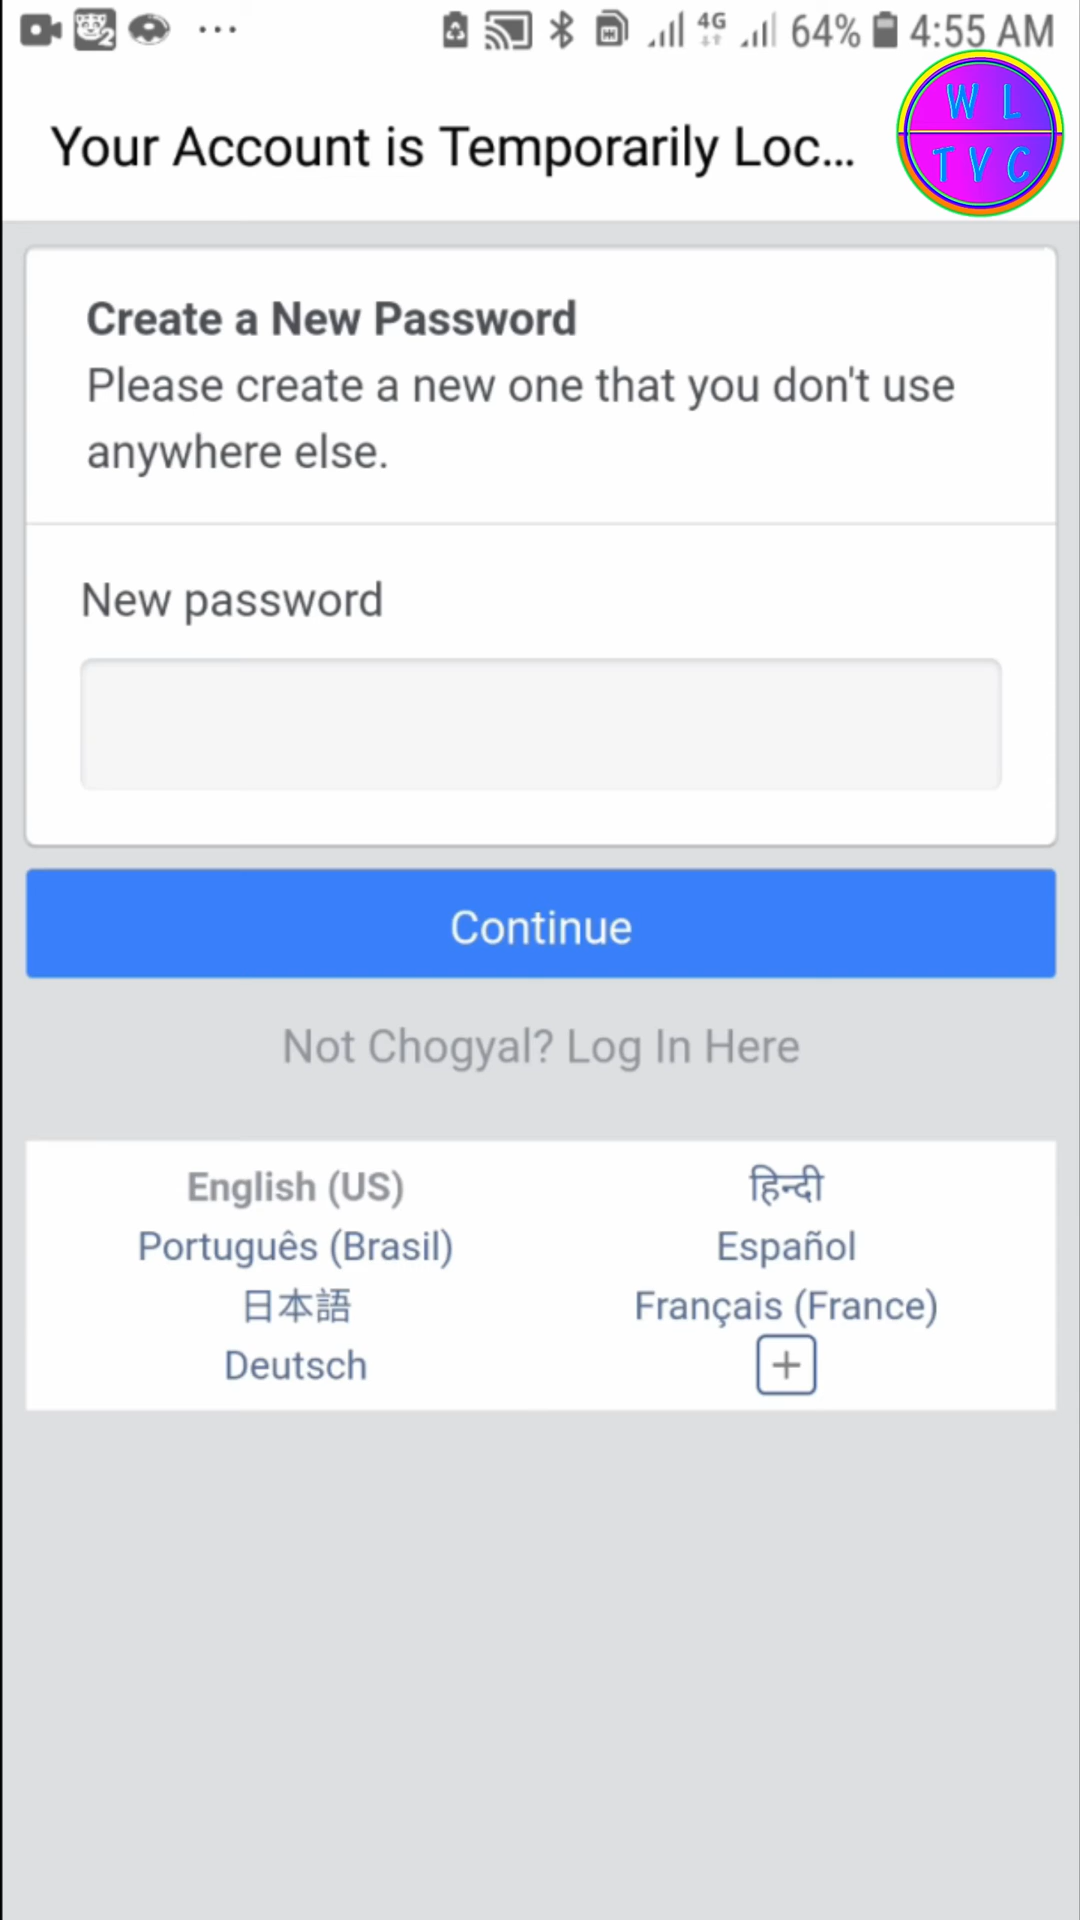 4G 64% 4:55 AM
Your Account is Temporarily Loc...
W L
T Y C
Create a New Password
Please create a new one that you don't use
anywhere else.
New password
Continue
Not Chogyal? Log In Here
English (US) हिन्दी
Português (Brasil) Español
日本語 Français (France)
Deutsch +